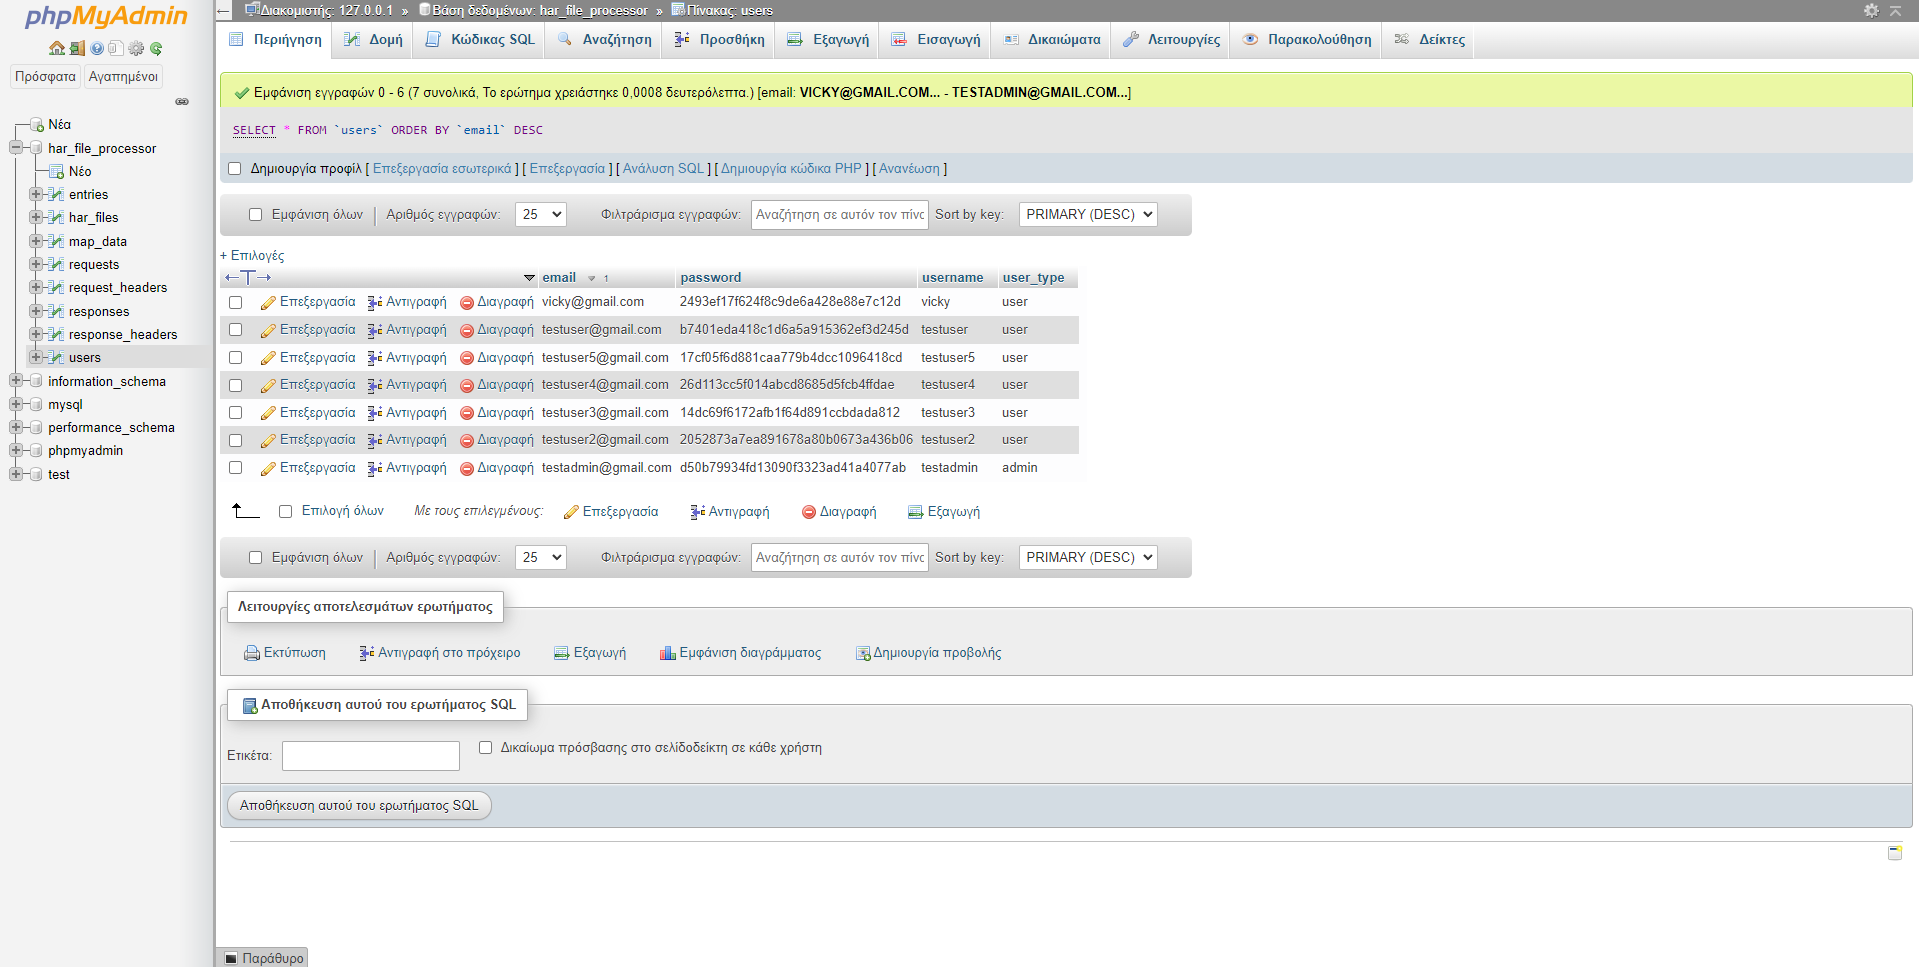 phpMyAdmin
Πρόσφατα Αγαπημένοι
Νέα
har_file_processor
Νέο
entries
har_files
map_data
requests
request_headers
responses
response_headers
users
information_schema
mysql
performance_schema
phpmyadmin
test
Διακομιστής: 127.0.0.1 » Βάση δεδομένων: har_file_processor » Πίνακας: users
Περιήγηση Δομή Κώδικας SQL Αναζήτηση Προσθήκη Εξαγωγή Εισαγωγή Δικαιώματα Λειτουργίες Παρακολούθηση Δείκτες
Εμφάνιση εγγραφών 0 - 6 (7 συνολικά, Το ερώτημα χρειάστηκε 0,0008 δευτερόλεπτα.) [email: VICKY@GMAIL.COM... - TESTADMIN@GMAIL.COM...]
SELECT * FROM `users` ORDER BY `email` DESC
Δημιουργία προφίλ [ Επεξεργασία εσωτερικά ] [ Επεξεργασία ] [ Ανάλυση SQL ] [ Δημιουργία κώδικα PHP ] [ Ανανέωση ]
Εμφάνιση όλων | Αριθμός εγγραφών: 25 Φιλτράρισμα εγγραφών: Αναζήτηση σε αυτόν τον πίνα Sort by key: PRIMARY (DESC)
+ Επιλογές
←T→ email 1 password username user_type
Επεξεργασία Αντιγραφή Διαγραφή vicky@gmail.com 2493ef17f624f8c9de6a428e88e7c12d vicky user
Επεξεργασία Αντιγραφή Διαγραφή testuser@gmail.com b7401eda418c1d6a5a915362ef3d245d testuser user
Επεξεργασία Αντιγραφή Διαγραφή testuser5@gmail.com 17cf05f6d881caa779b4dcc1096418cd testuser5 user
Επεξεργασία Αντιγραφή Διαγραφή testuser4@gmail.com 26d113cc5f014abcd8685d5fcb4ffdae testuser4 user
Επεξεργασία Αντιγραφή Διαγραφή testuser3@gmail.com 14dc69f6172afb1f64d891ccbdada812 testuser3 user
Επεξεργασία Αντιγραφή Διαγραφή testuser2@gmail.com 2052873a7ea891678a80b0673a436b06 testuser2 user
Επεξεργασία Αντιγραφή Διαγραφή testadmin@gmail.com d50b79934fd13090f3323ad41a4077ab testadmin admin
Επιλογή όλων Με τους επιλεγμένους: Επεξεργασία Αντιγραφή Διαγραφή Εξαγωγή
Εμφάνιση όλων | Αριθμός εγγραφών: 25 Φιλτράρισμα εγγραφών: Αναζήτηση σε αυτόν τον πίνα Sort by key: PRIMARY (DESC)
Λειτουργίες αποτελεσμάτων ερωτήματος
Εκτύπωση Αντιγραφή στο πρόχειρο Εξαγωγή Εμφάνιση διαγράμματος Δημιουργία προβολής
Αποθήκευση αυτού του ερωτήματος SQL
Ετικέτα: Δικαίωμα πρόσβασης στο σελίδοδείκτη σε κάθε χρήστη
Αποθήκευση αυτού του ερωτήματος SQL
Παράθυρο